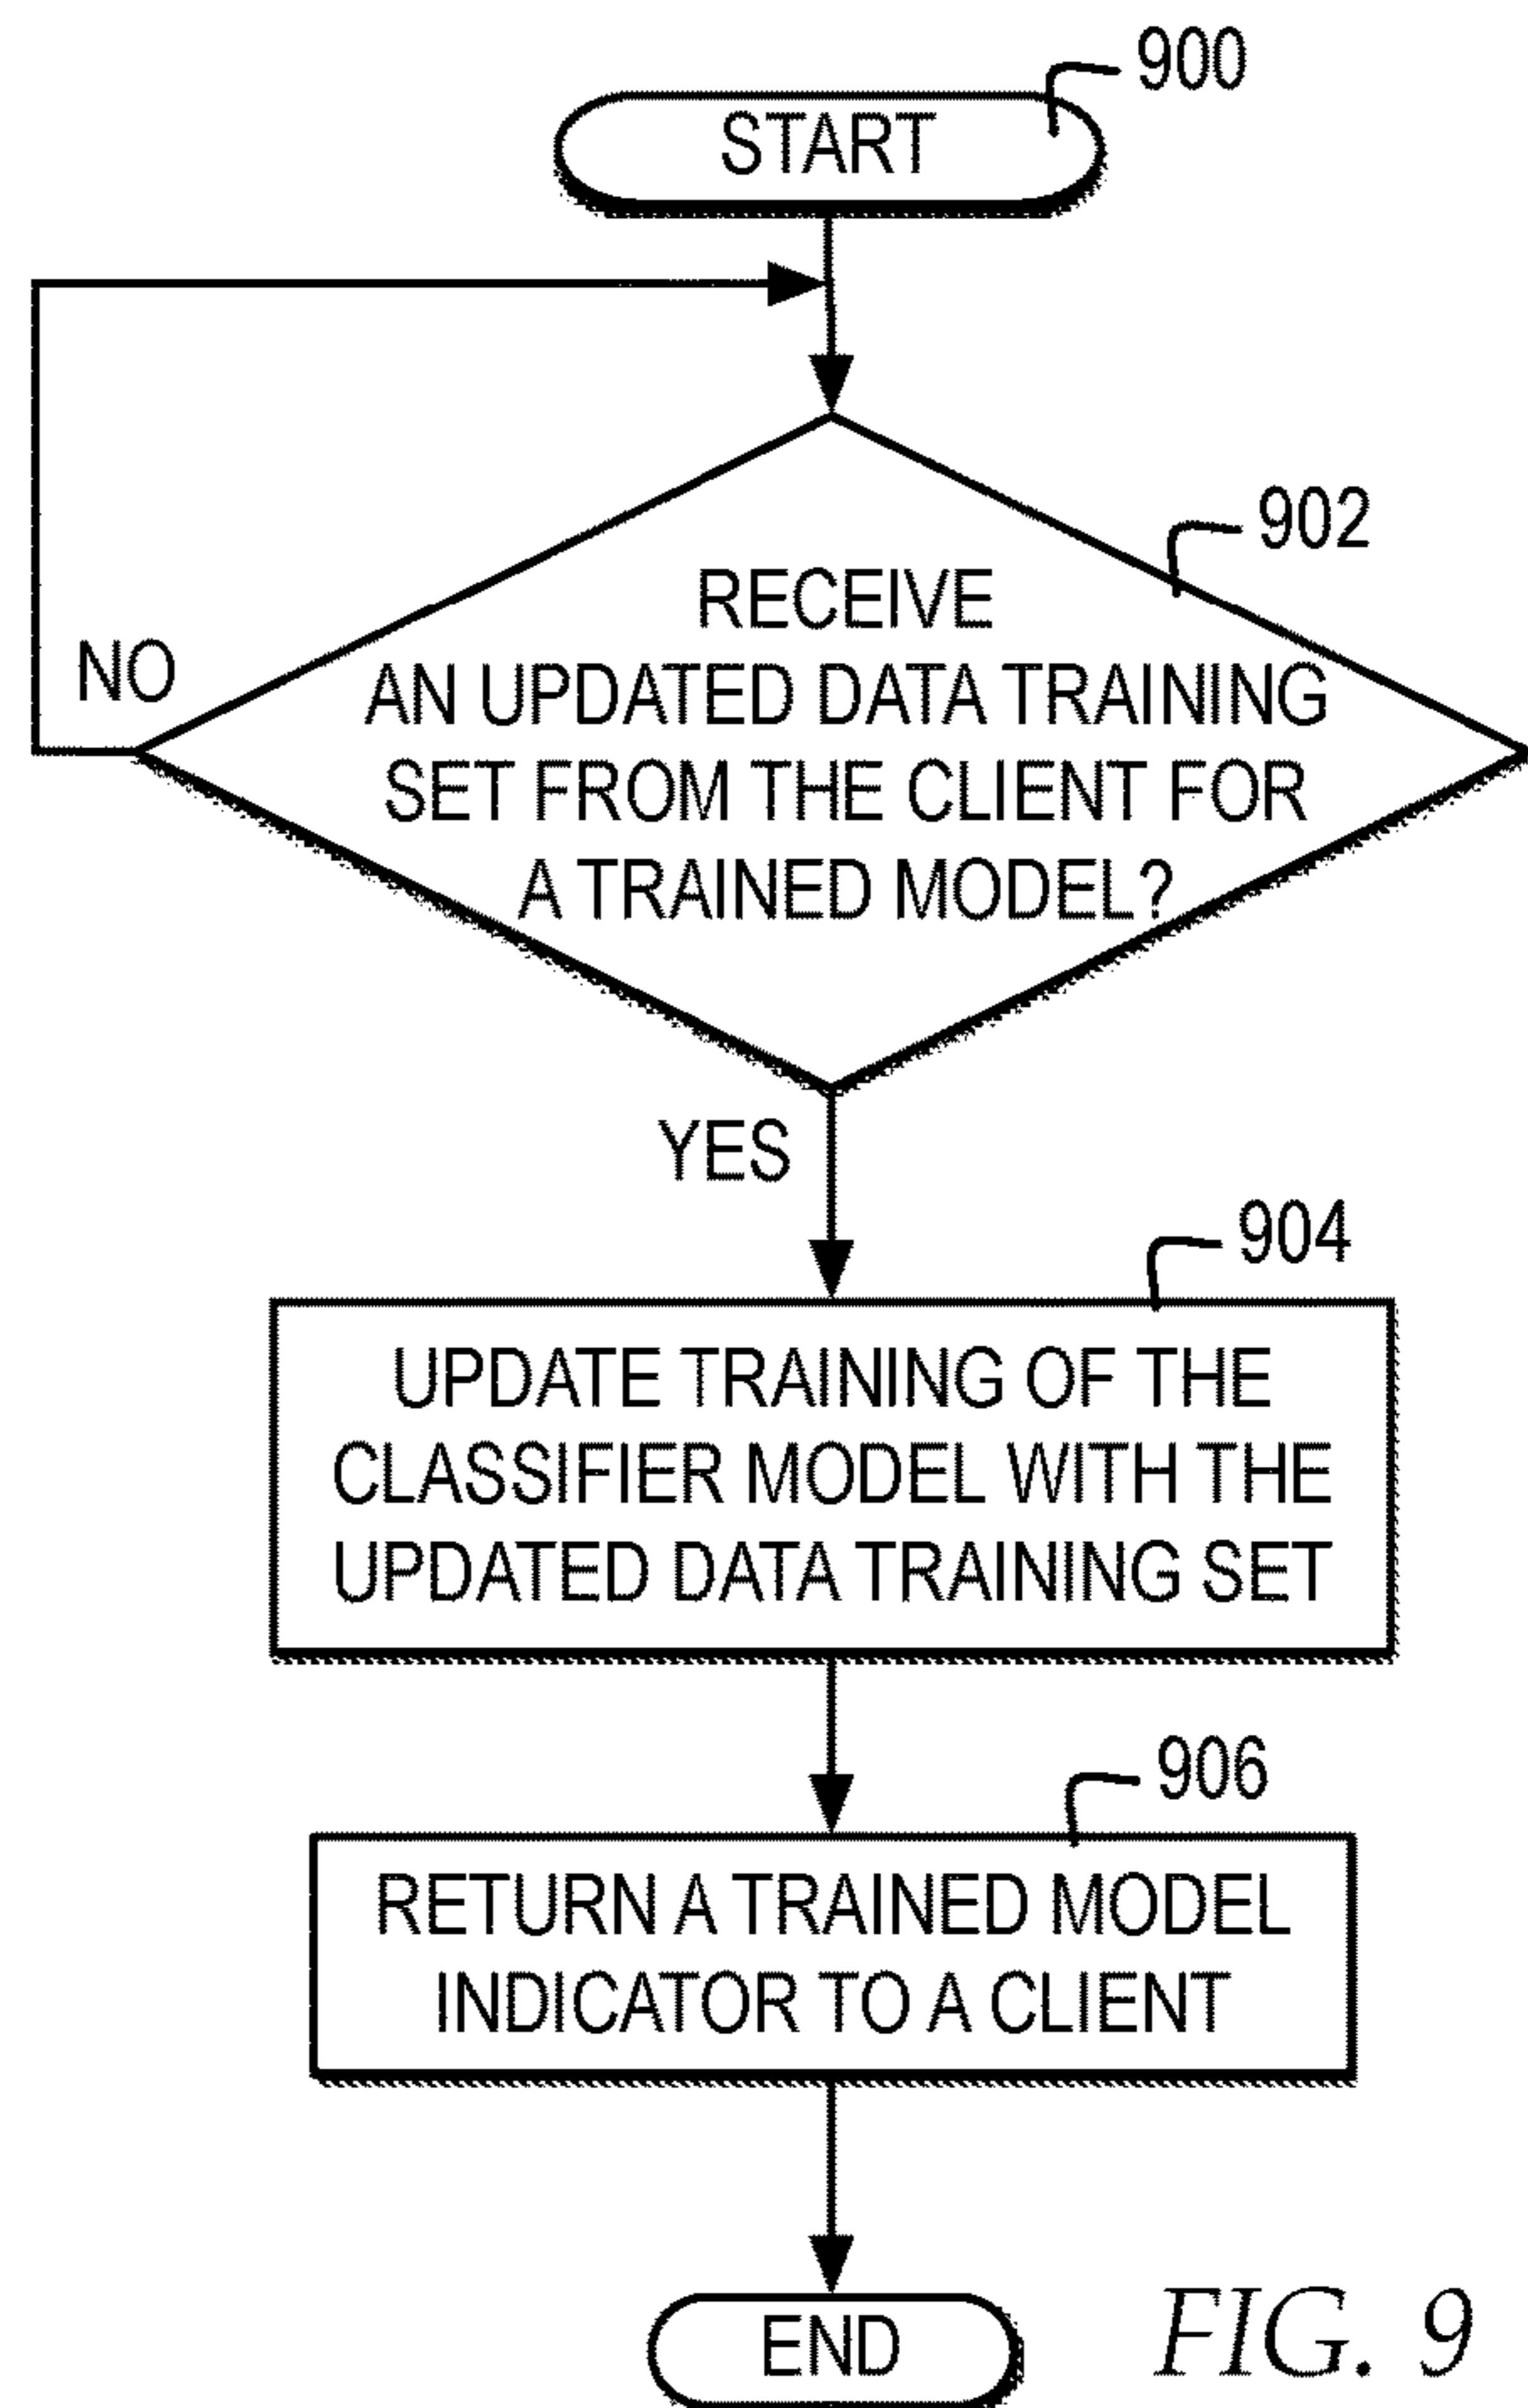 900
START
902
RECEIVE
AN UPDATED DATA TRAINING
SET FROM THE CLIENT FOR
A TRAINED MODEL?
NO
YES
904
UPDATE TRAINING OF THE
CLASSIFIER MODEL WITH THE
UPDATED DATA TRAINING SET
906
RETURN A TRAINED MODEL
INDICATOR TO A CLIENT
END
FIG. 9